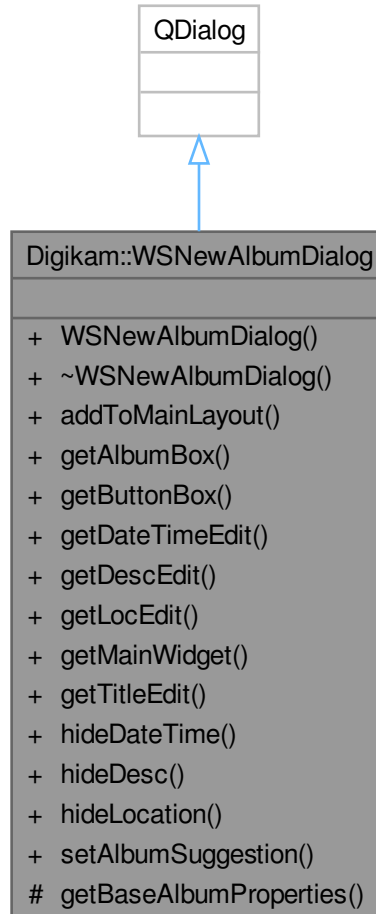 QDialog
Digikam::WSNewAlbumDialog
+ WSNewAlbumDialog()
+ ~WSNewAlbumDialog()
+ addToMainLayout()
+ getAlbumBox()
+ getButtonBox()
+ getDateTimeEdit()
+ getDescEdit()
+ getLocEdit()
+ getMainWidget()
+ getTitleEdit()
+ hideDateTime()
+ hideDesc()
+ hideLocation()
+ setAlbumSuggestion()
# getBaseAlbumProperties()